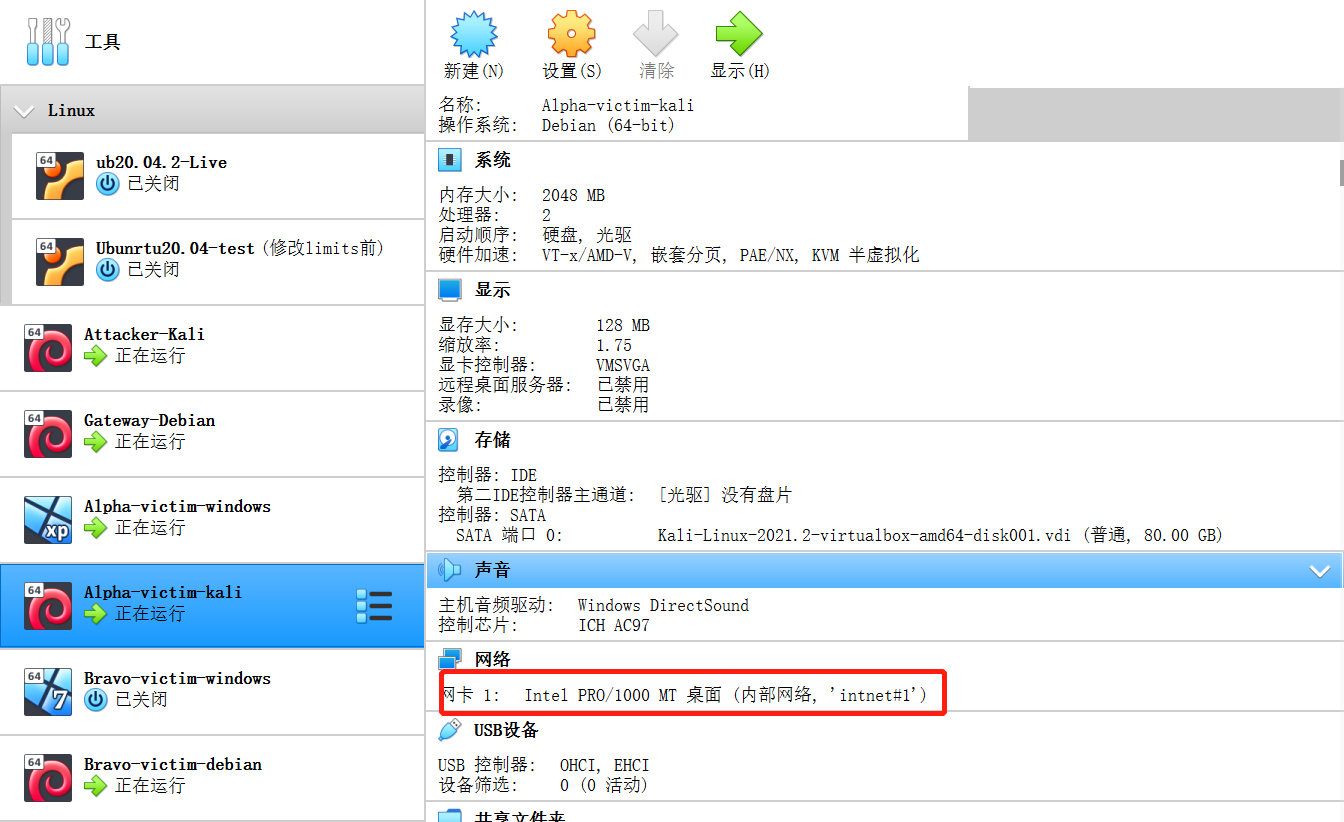 工具
Linux
64
ub20.04.2-Live
已关闭
64
Ubunrtu20.04-test (修改limits前)
已关闭
64
Attacker-Kali
正在运行
64
Gateway-Debian
正在运行
xp
Alpha-victim-windows
正在运行
64
Alpha-victim-kali
正在运行
64
7
Bravo-victim-windows
已关闭
64
Bravo-victim-debian
正在运行
新建(N) 设置(S) 清除 显示(H)
名称: Alpha-victim-kali
操作系统: Debian (64-bit)
系统
内存大小: 2048 MB
处理器: 2
启动顺序: 硬盘, 光驱
硬件加速: VT-x/AMD-V, 嵌套分页, PAE/NX, KVM 半虚拟化
显示
显存大小: 128 MB
缩放率: 1.75
显卡控制器: VMSVGA
远程桌面服务器: 已禁用
录像: 已禁用
存储
控制器: IDE
第二IDE控制器主通道: [光驱] 没有盘片
控制器: SATA
SATA 端口 0: Kali-Linux-2021.2-virtualbox-amd64-disk001.vdi (普通, 80.00 GB)
声音
主机音频驱动: Windows DirectSound
控制芯片: ICH AC97
网络
网卡 1: Intel PRO/1000 MT 桌面 (内部网络, 'intnet#1')
USB设备
USB 控制器: OHCI, EHCI
设备筛选: 0 (0 活动)
共享文件夹